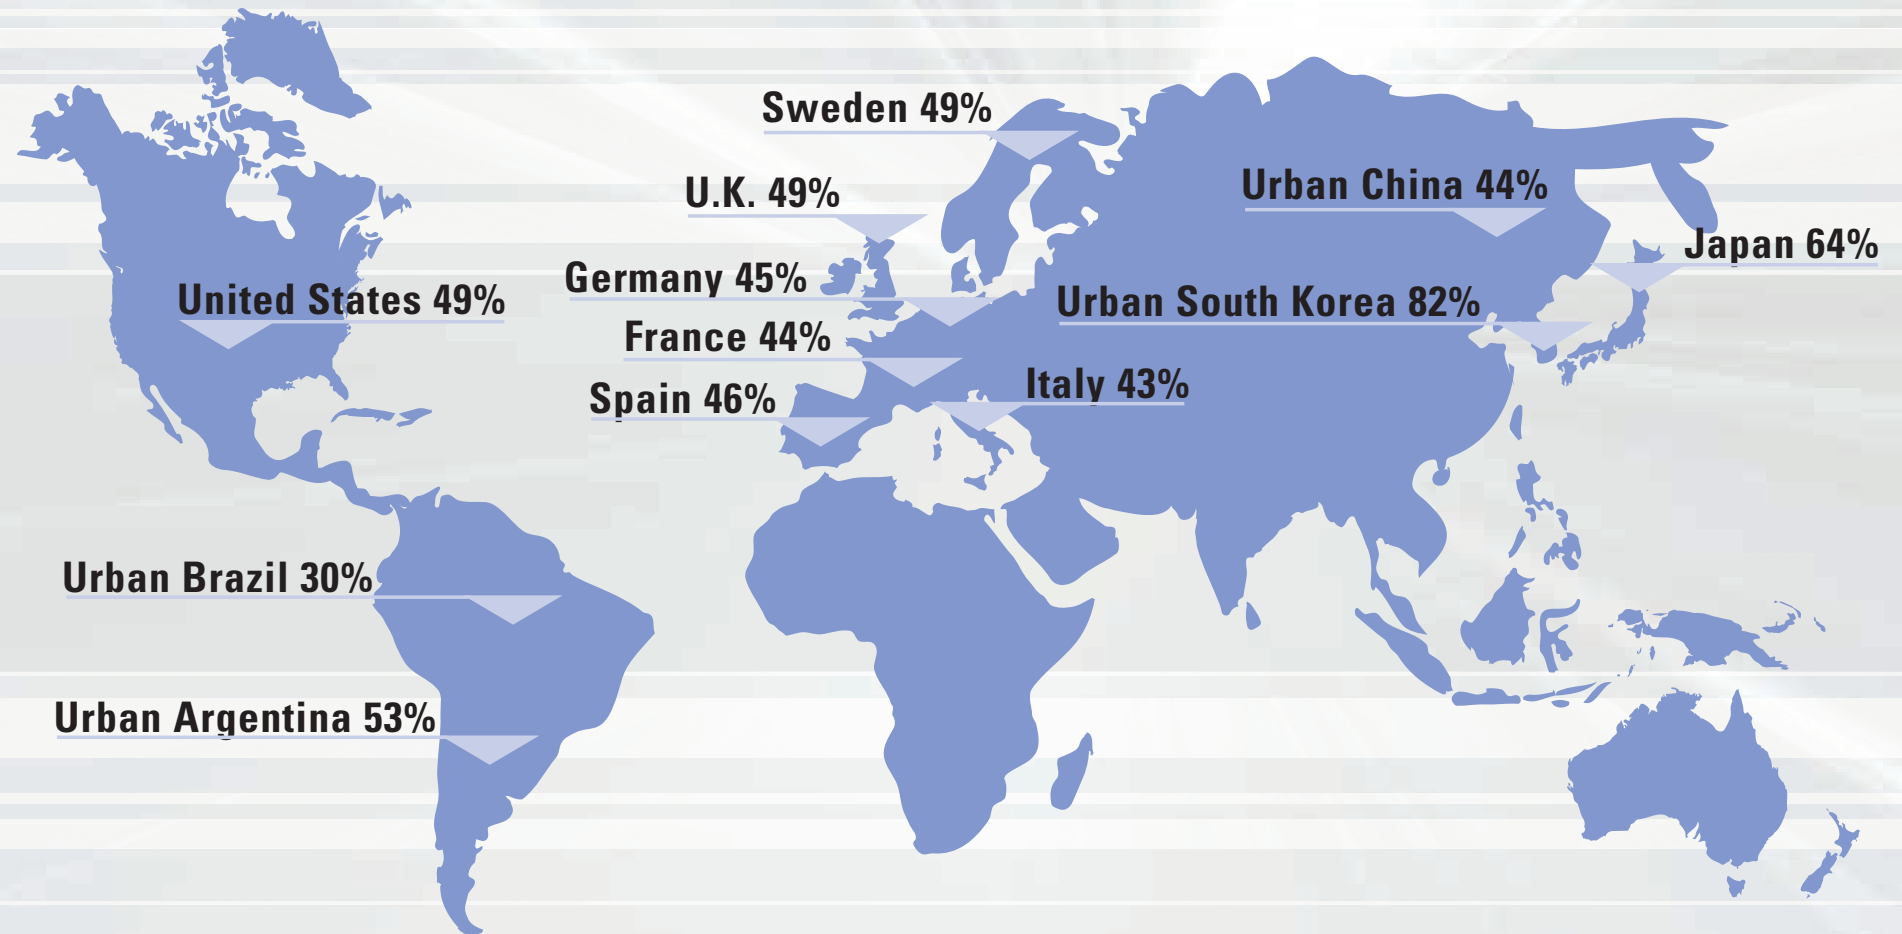 Sweden 49%
U.K. 49%
Urban China 44%
Japan 64%
Germany 45%
United States 49%
Urban South Korea 82%
France 44%
Italy 43%
Spain 46%
Urban Brazil 30%
Urban Argentina 53%